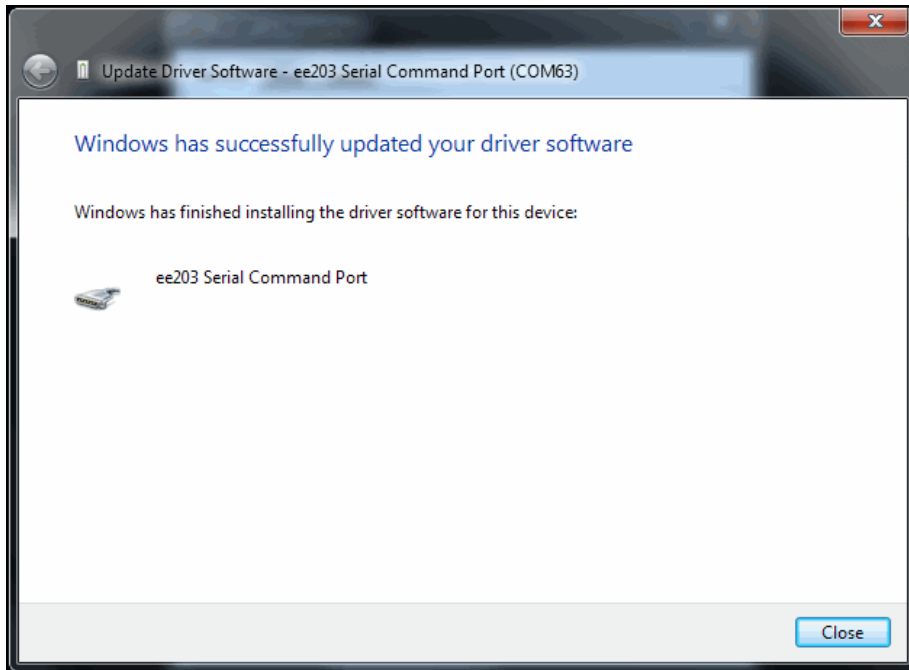 Update Driver Software - ee203 Serial Command Port (COM63)
Windows has successfully updated your driver software
Windows has finished installing the driver software for this device:
ee203 Serial Command Port
Close